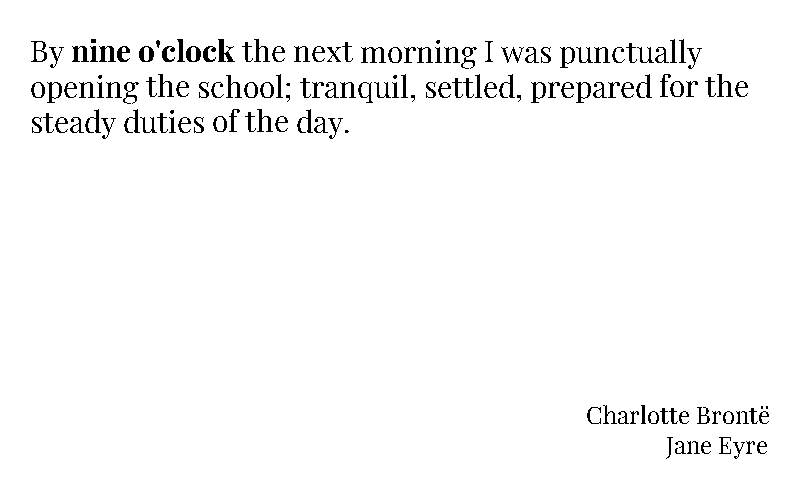 By nine o'clock the next morning I was punctually
opening the school; tranquil, settled, prepared for the
steady duties of the day.
Charlotte Brontë
Jane Eyre